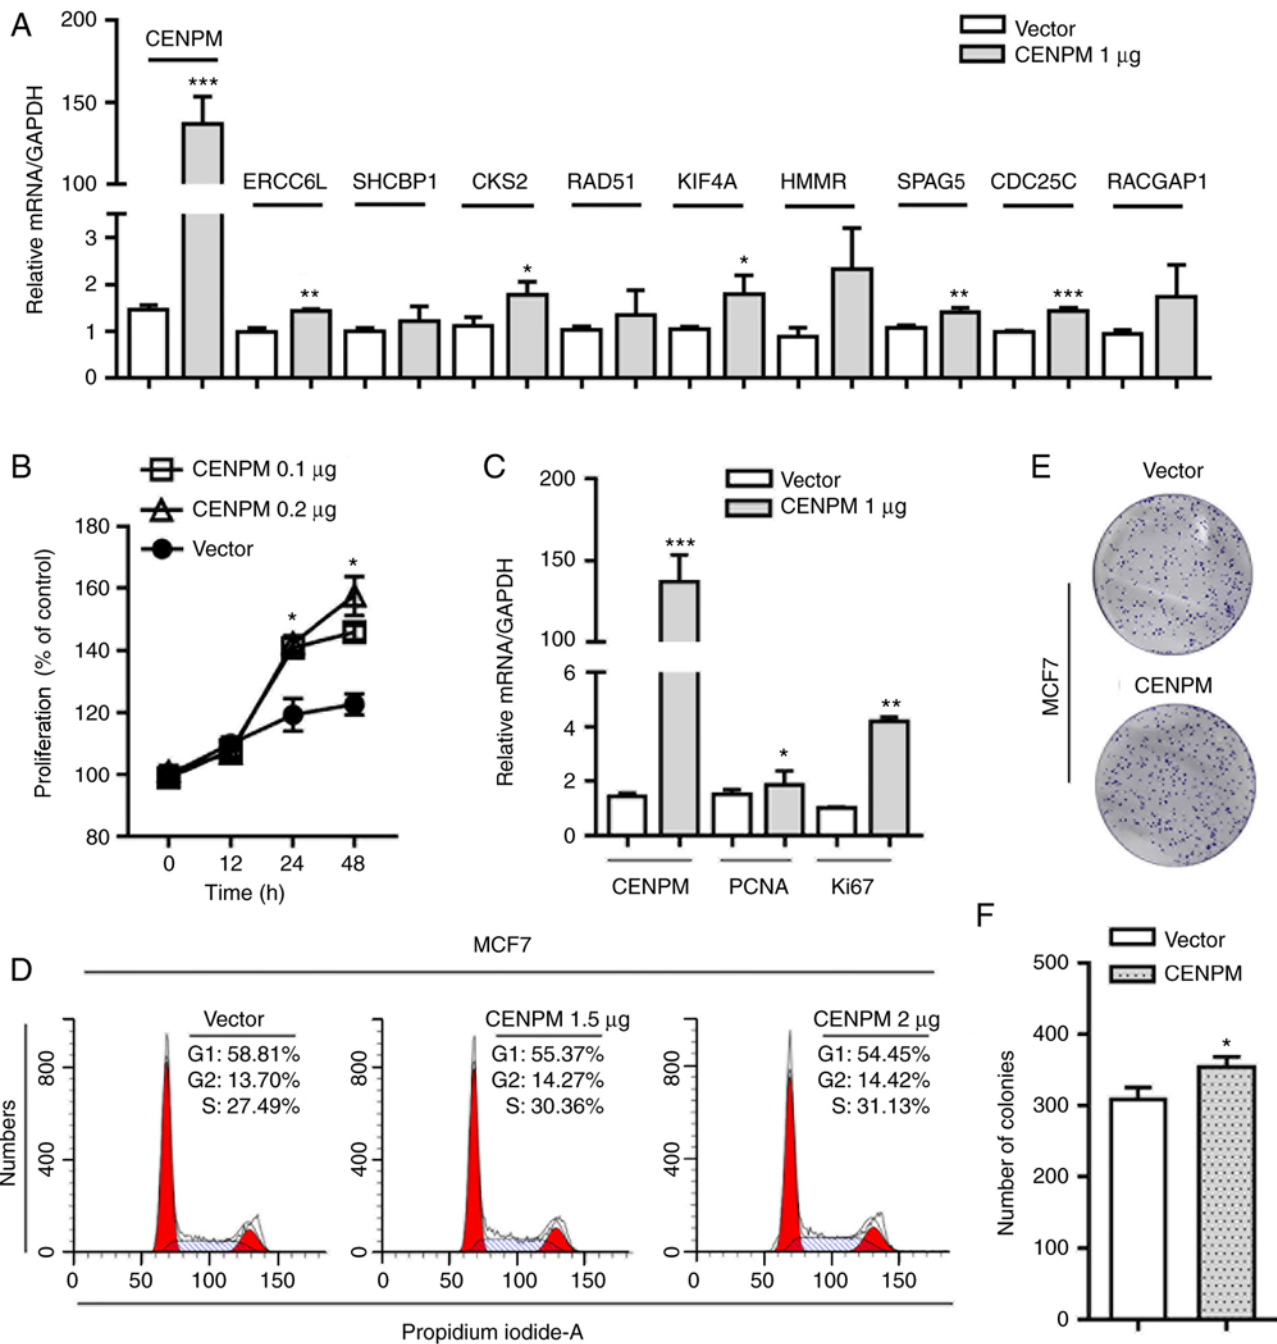 A
200
150
100
3
2
1
0
Relative mRNA/GAPDH
Vector
CENPM 1 μg
CENPM
***
ERCC6L
SHCBP1
CKS2
RAD51
KIF4A
HMMR
SPAG5
CDC25C
RACGAP1
**
*
*
**
***
B
CENPM 0.1 μg
CENPM 0.2 μg
Vector
180
160
140
120
100
80
Proliferation (% of control)
*
*
0
12
24
48
Time (h)
C
200
150
100
6
4
2
0
Relative mRNA/GAPDH
Vector
CENPM 1 μg
***
*
**
CENPM
PCNA
Ki67
E
Vector
CENPM
MCF7
D
MCF7
Numbers
Vector
G1: 58.81%
G2: 13.70%
S: 27.49%
800
400
0
0
50
100
150
CENPM 1.5 μg
G1: 55.37%
G2: 14.27%
S: 30.36%
800
400
0
0
50
100
150
CENPM 2 μg
G1: 54.45%
G2: 14.42%
S: 31.13%
800
400
0
0
50
100
150
Propidium iodide-A
F
Vector
CENPM
500
400
300
200
100
0
Number of colonies
*